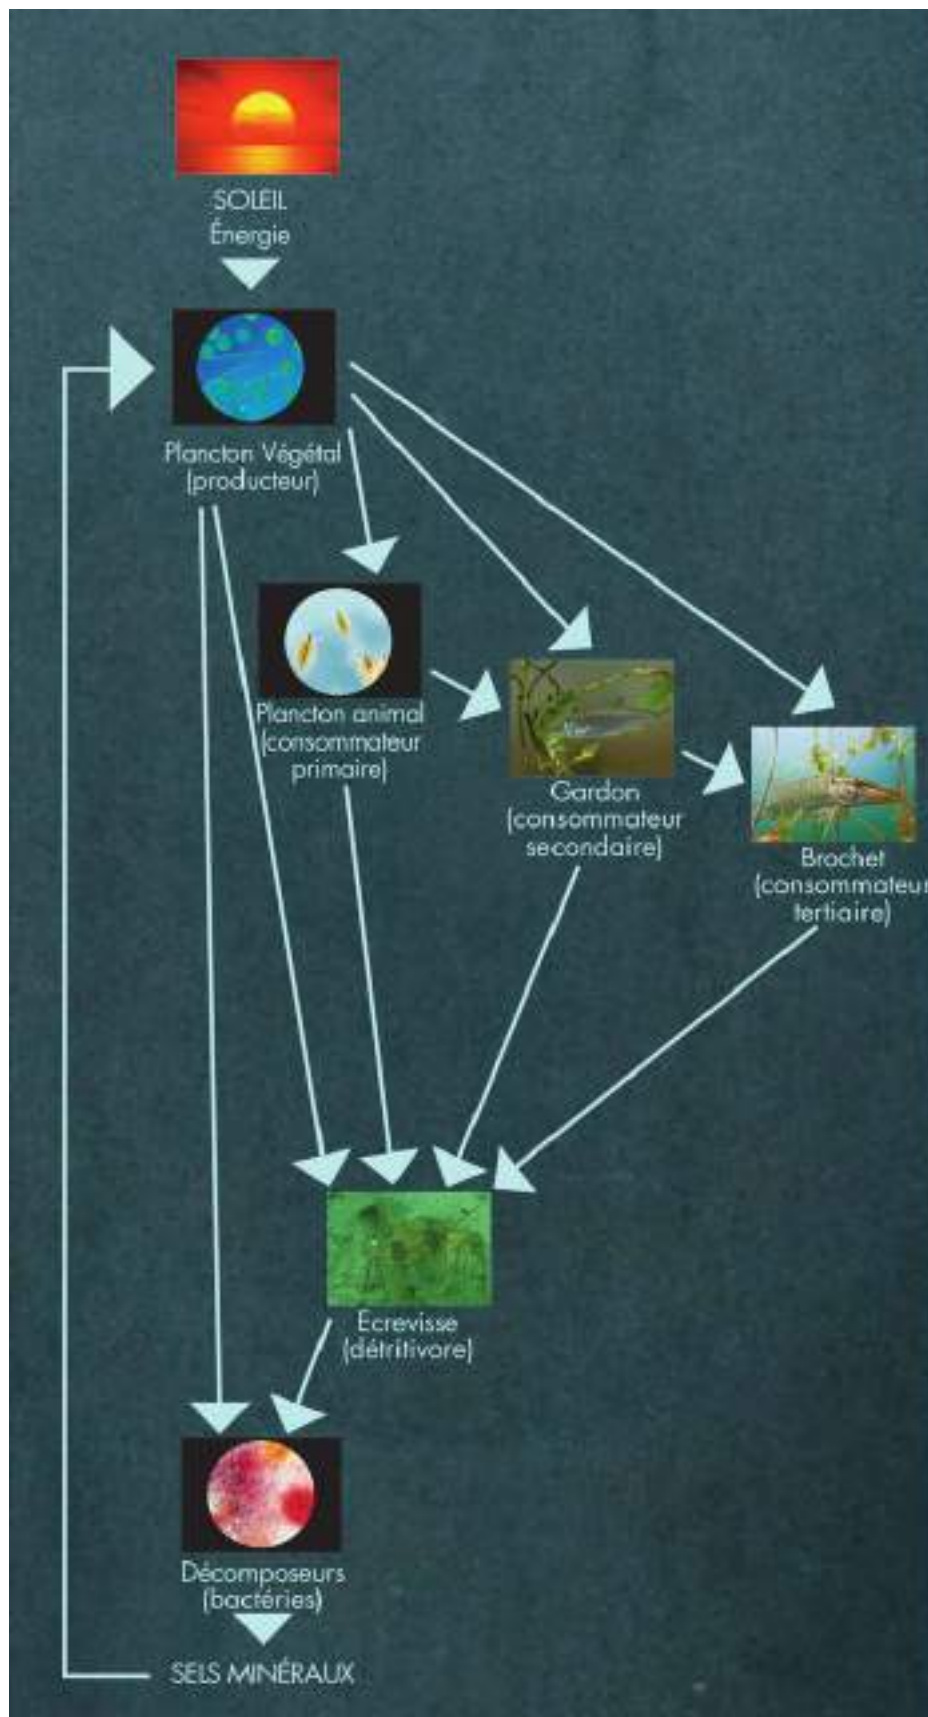 SOLEIL
Énergie
Plancton Végétal
(producteur)
Plancton animal
(consommateur
primaire)
Gardon
(consommateur
secondaire)
Brochet
(consommateur
tertiaire)
Ecrevisse
(détritivore)
Décomposeurs
(bactéries)
SELS MINÉRAUX